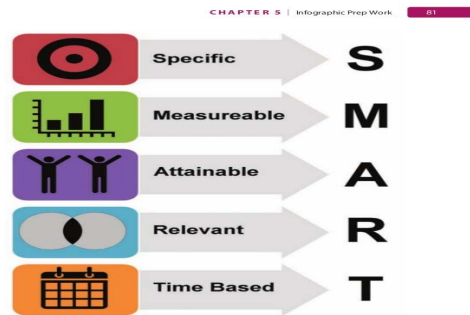 CHAPTER 5 | Infographic Prep Work 81
Specific S
Measureable M
Attainable A
Relevant R
Time Based T